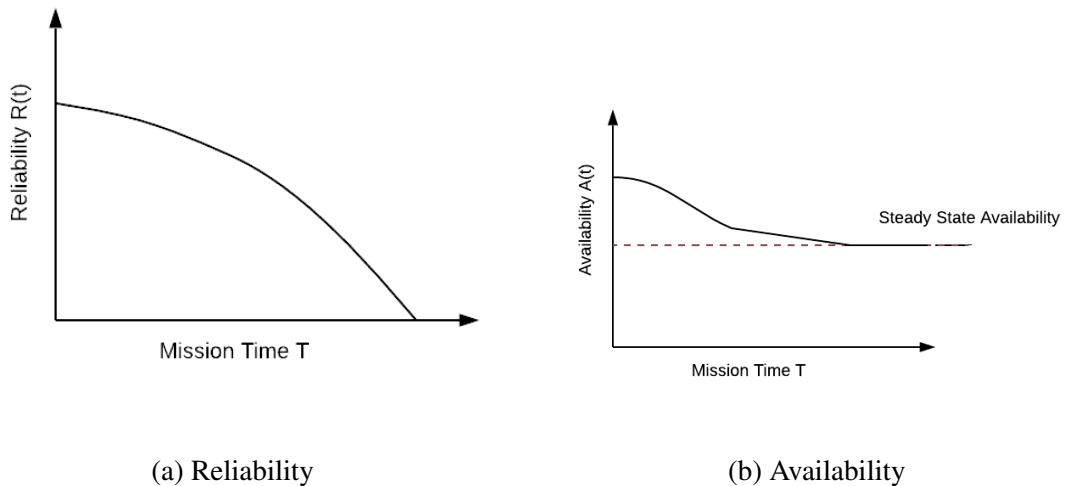 Reliability R(t)
Mission Time T
(a) Reliability
Availability A(t)
Steady State Availability
Mission Time T
(b) Availability